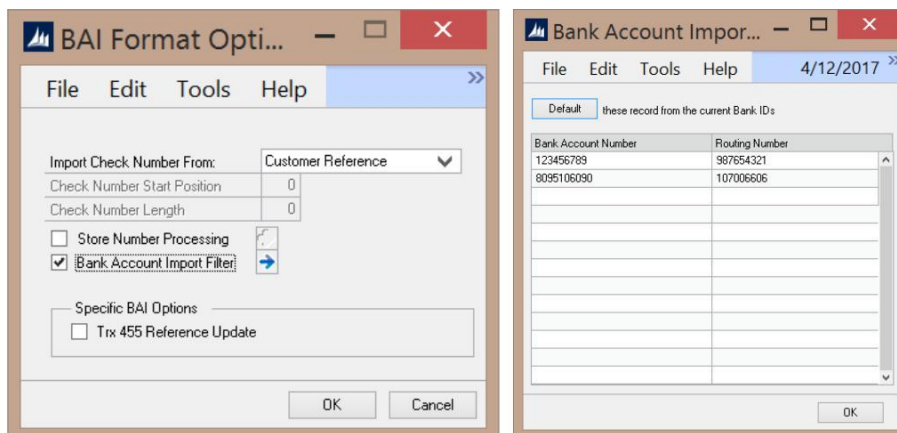 BAI Format Opti...
File Edit Tools Help
Import Check Number From: Customer Reference
Check Number Start Position 0
Check Number Length 0
Store Number Processing
Bank Account Import Filter
Specific BAI Options
Trx 455 Reference Update
OK Cancel
Bank Account Impor...
File Edit Tools Help 4/12/2017
Default these record from the current Bank IDs
Bank Account Number Routing Number
123456789 987654321
8095106090 107006606
OK